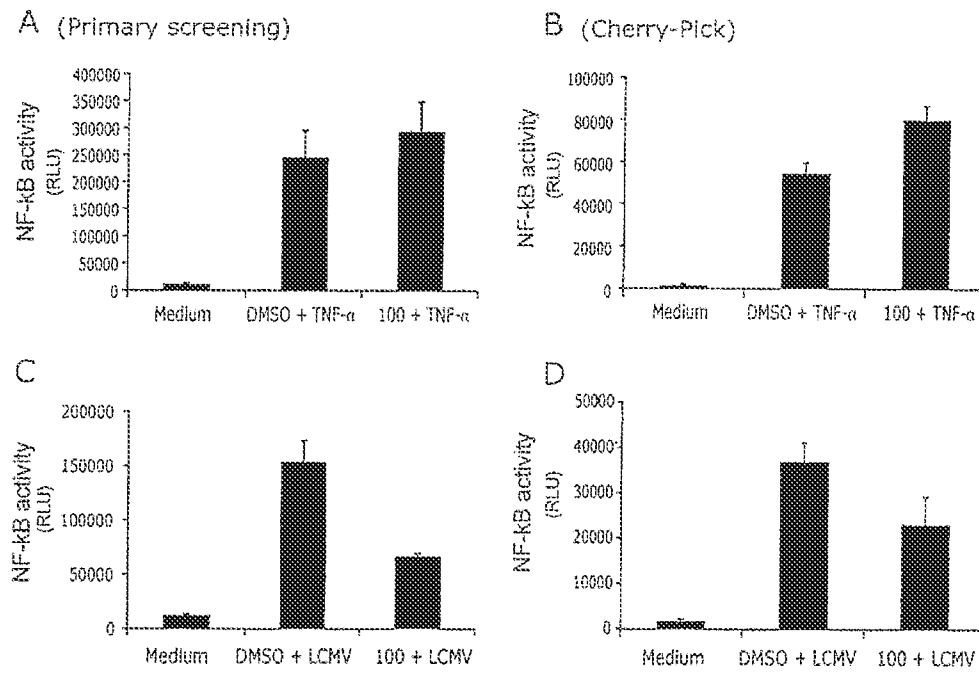 A (Primary screening)
NF-kB activity
(RLU)
400000
350000
300000
250000
200000
150000
100000
50000
0
Medium DMSO + TNF-α 100 + TNF-α
B (Cherry-Pick)
NF-kB activity
(RLU)
100000
80000
60000
40000
20000
0
Medium DMSO + TNF-α 100 + TNF-α
C
NF-kB activity
(RLU)
200000
150000
100000
50000
0
Medium DMSO + LCMV 100 + LCMV
D
NF-kB activity
(RLU)
50000
40000
30000
20000
10000
0
Medium DMSO + LCMV 100 + LCMV